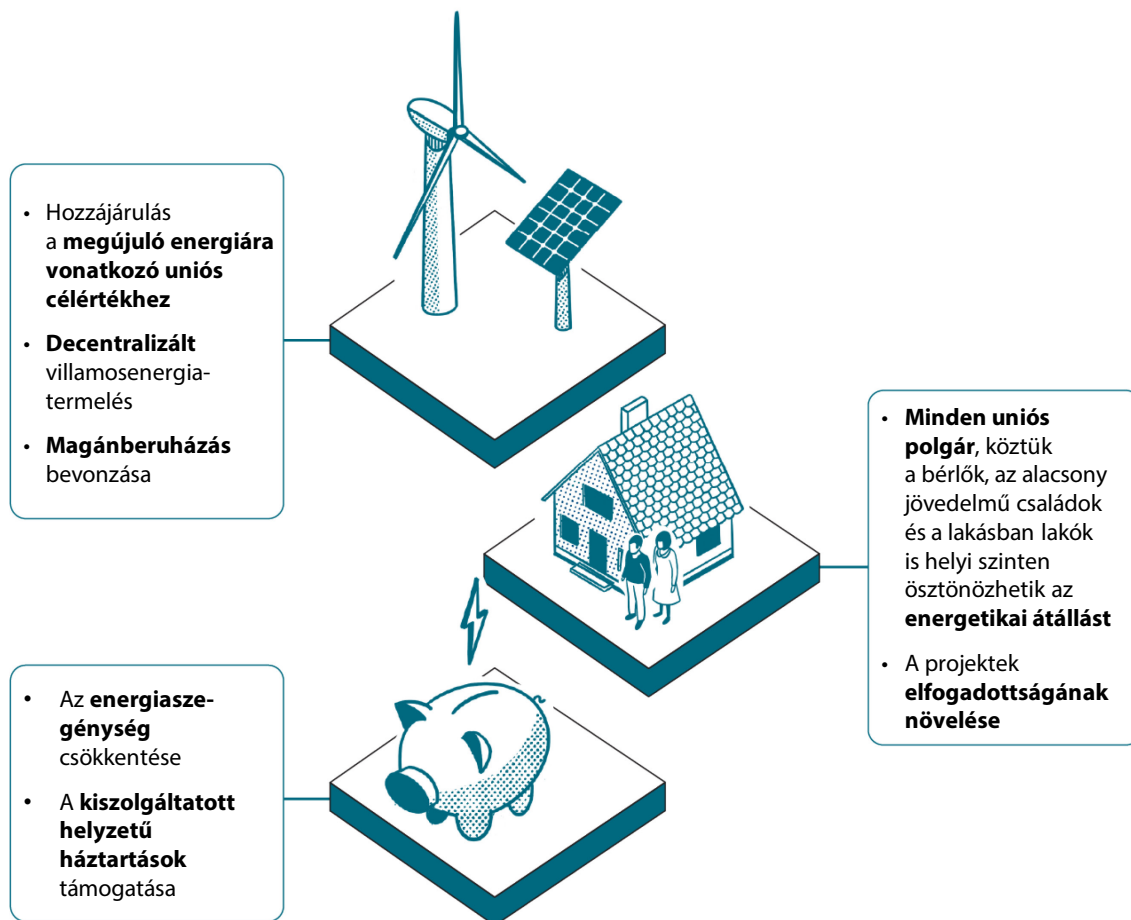 • Hozzájárulás
a megújuló energiára
vonatkozó uniós
célértékhez
• Decentralizált
villamosenergia-
termelés
• Magánberuházás
bevonzása
• Minden uniós
polgár, köztük
a bérlők, az alacsony
jövedelmű családok
és a lakásban lakók
is helyi szinten
ösztönözhetik az
energetikai átállást
• A projektek
elfogadottságának
növelése
• Az energiasze-
génység
csökkentése
• A kiszolgáltatott
helyzetű
háztartások
támogatása